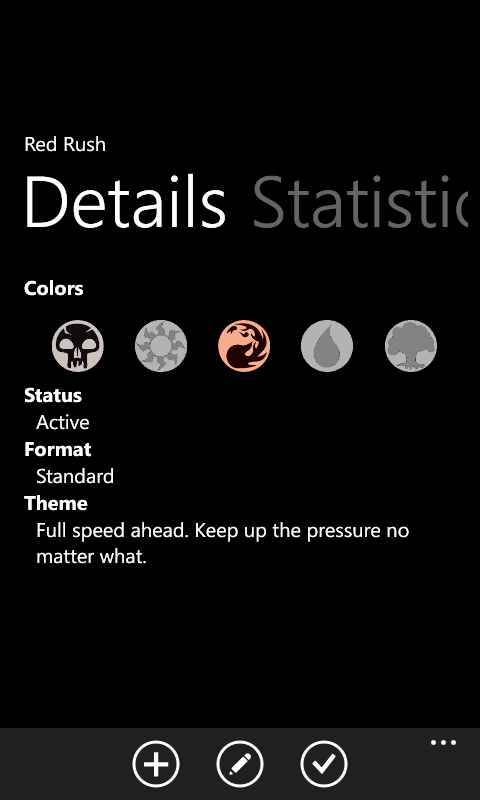 Red Rush
Details Statistic
Colors
Status
Active
Format
Standard
Theme
Full speed ahead. Keep up the pressure no
matter what.